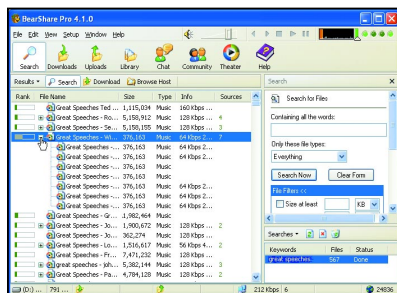 BearShare Pro 4.1.0
File Edit View Setup Window Help
Search Downloads Uploads Library Chat Community Theater Help
Results Search Download Browse Host
Rank File Name Size Type Info Sources
Great Speeches Ted ... 1,115,034 Music 160 Kbps ...
Great Speeches - Ro... 5,158,912 Music 128 Kbps ... 4
Great Speeches - Se... 5,158,155 Music 128 Kbps ... 3
Great Speeches - Wi... 376,163 Music 64 Kbps 2... 7
Great Speeches -... 376,163 Music 64 Kbps 2...
Great Speeches -... 376,163 Music 64 Kbps 2...
Great Speeches -... 376,163 Music 64 Kbps 2...
Great Speeches -... 376,163 Music 64 Kbps 2...
Great Speeches -... 376,163 Music 64 Kbps 2...
Great Speeches - Gr... 1,982,464 Music
Great Speeches - Jo... 1,900,672 Music 128 Kbps ... 2
Great Speeches - Jo... 362,274 Music 128 Kbps ...
Great Speeches - Lo... 1,516,617 Music 56 Kbps 4... 2
Great Speeches - Fr... 7,471,232 Music 128 Kbps ...
Great speeches - joh... 5,382,144 Music 128 Kbps ... 3
Great Speeches - Pa... 4,784,128 Music 128 Kbps ... 2
Search
Search for Files
Containing all the words:
Only these file types:
Everything
Search Now Clear Form
File Filters <<
Size at least KB
Searches
Keywords Files Status
great speeches 567 Done
(D:) ... 791 ... 212 Kbps 6 24836